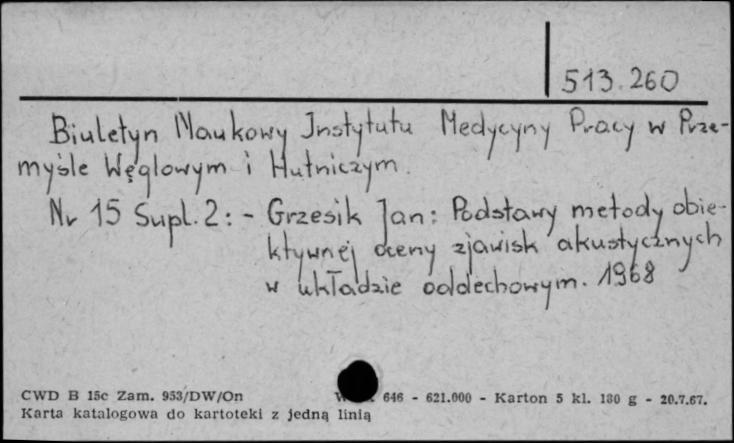 513.260
Biuletyn Naukowy Instytutu Medycyny Pracy w Prze-
myśle Węglowym i Hutniczym.
Nr 15 Supl. 2: - Grzesik Jan: Podstawy metody obie-
ktywnej oceny zjawisk akustycznych
w układzie oddechowym. 1968
CWD B 15c Zam. 953/DW/On 646 - 621.000 - Karton 5 kl. 180 g - 20.7.67.
Karta katalogowa do kartoteki z jedną linią